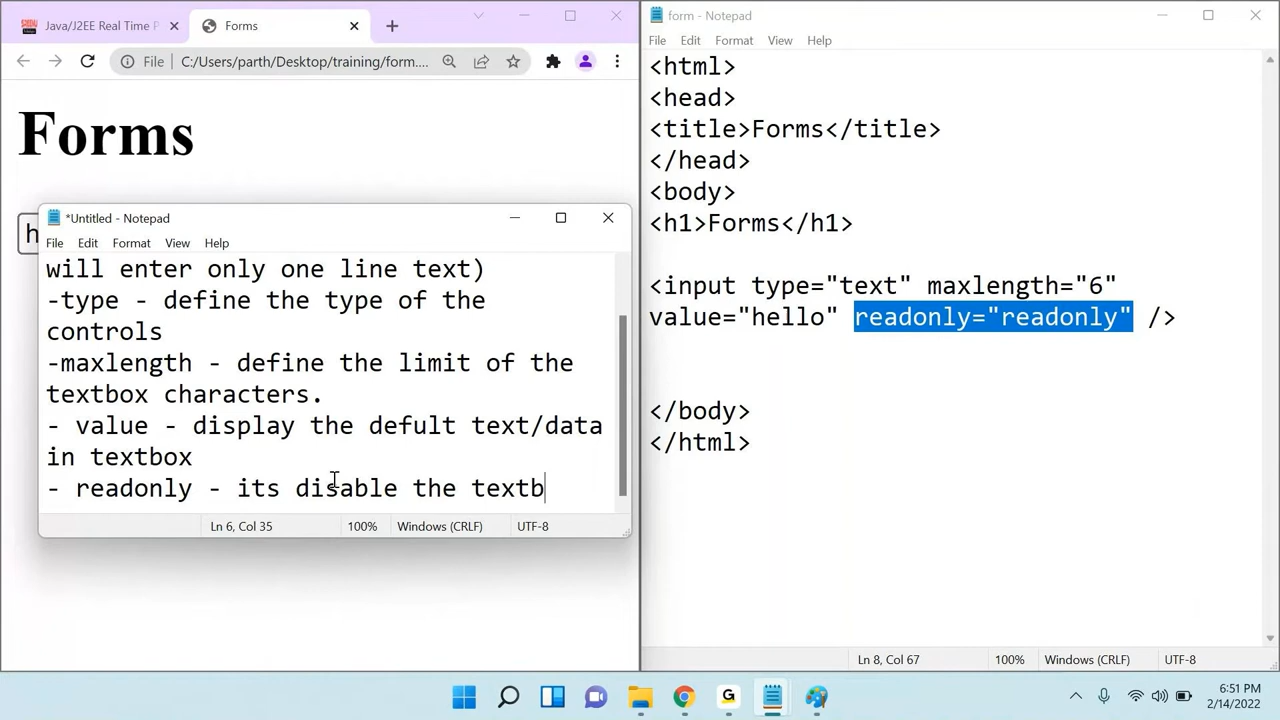 Java/J2EE Real Time P
Forms
File
C:/Users/parth/Desktop/training/form....
Forms
h
*Untitled - Notepad
File Edit Format View Help
will enter only one line text)
-type - define the type of the
controls
-maxlength - define the limit of the
textbox characters.
- value - display the defult text/data
in textbox
- readonly - its disable the textb
Ln 6, Col 35 100% Windows (CRLF) UTF-8
form - Notepad
File Edit Format View Help
<html>
<head>
<title>Forms</title>
</head>
<body>
<h1>Forms</h1>
<input type="text" maxlength="6"
value="hello" readonly="readonly" />
</body>
</html>
Ln 8, Col 67 100% Windows (CRLF) UTF-8
G
6:51 PM
2/14/2022